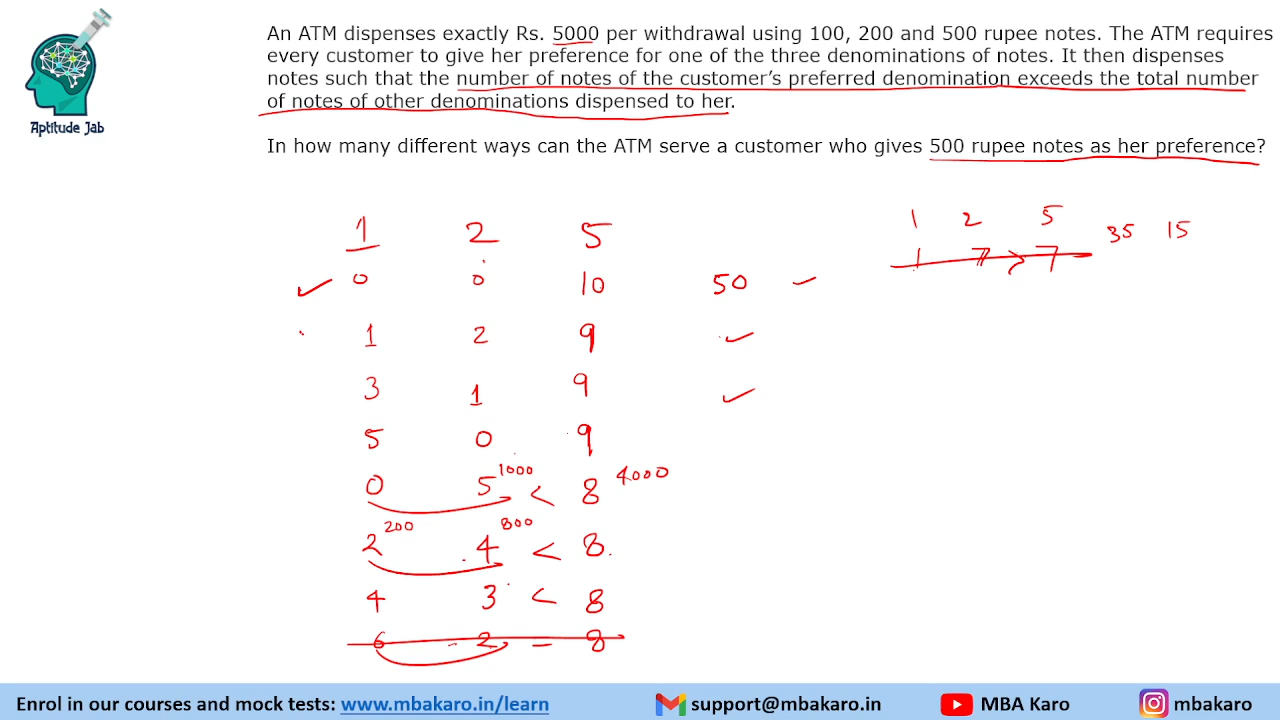 An ATM dispenses exactly Rs. 5000 per withdrawal using 100, 200 and 500 rupee notes. The ATM requires
every customer to give her preference for one of the three denominations of notes. It then dispenses
notes such that the number of notes of the customer's preferred denomination exceeds the total number
of notes of other denominations dispensed to her.
Aptitude Jab
In how many different ways can the ATM serve a customer who gives 500 rupee notes as her preference?
1 2 5
1 2 5 35 15
1 7 > 7
0 0 10 50
1 2 9
3 1 9
5 0 9
0 5 1000 < 8 4000
2 200 4 800 < 8
4 3 < 8
6 2 = 8
Enrol in our courses and mock tests: www.mbakaro.in/learn support@mbakaro.in MBA Karo mbakaro